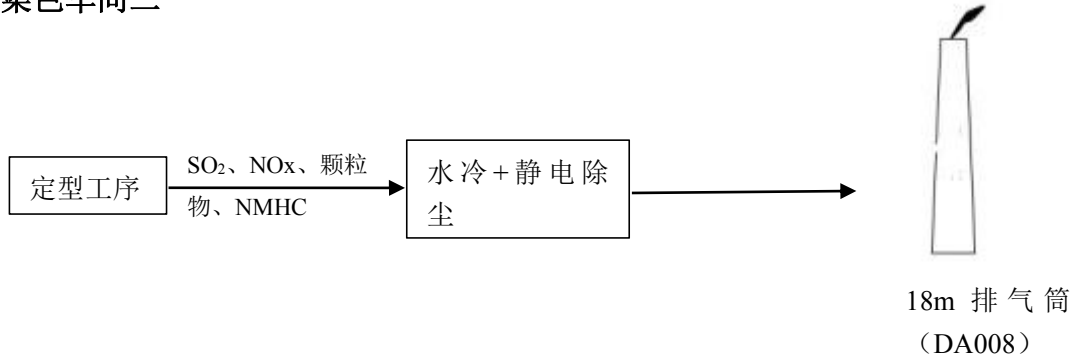 定型工序
SO₂、NOx、颗粒
物、NMHC
水冷+静电除
尘
18m 排气筒
（DA008）